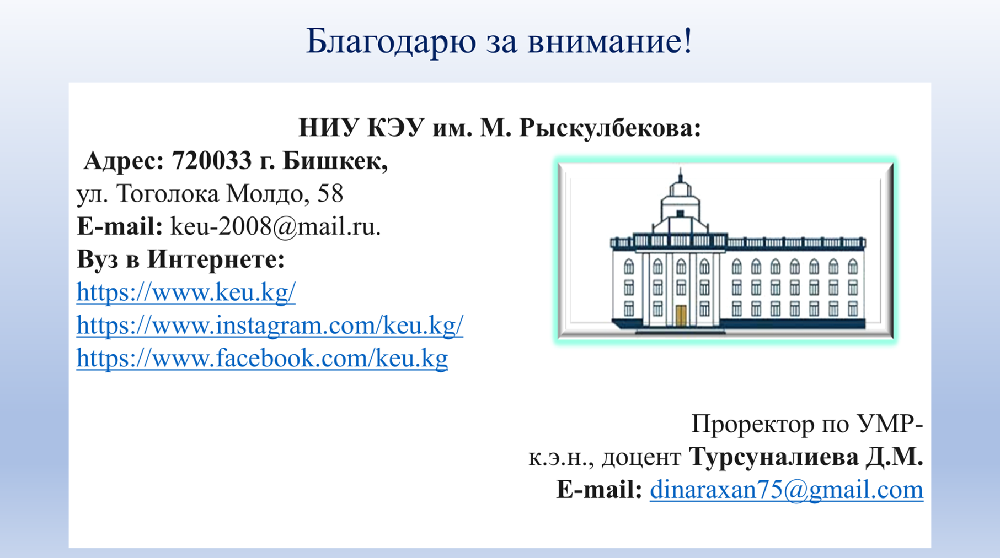 Благодарю за внимание!
НИУ КЭУ им. М. Рыскулбекова:
Адрес: 720033 г. Бишкек,
ул. Тоголока Молдо, 58
E-mail: keu-2008@mail.ru.
Вуз в Интернете:
https://www.keu.kg/
https://www.instagram.com/keu.kg/
https://www.facebook.com/keu.kg
Проректор по УМР-
к.э.н., доцент Турсуналиева Д.М.
E-mail: dinaraxan75@gmail.com